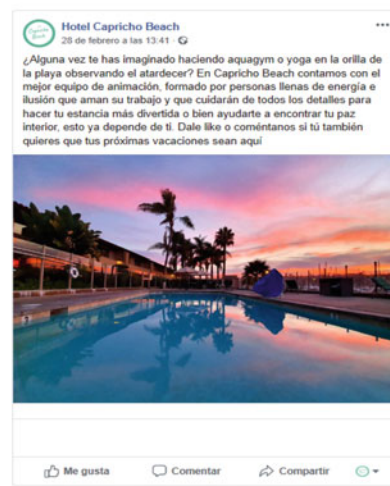 Hotel Capricho Beach
28 de febrero a las 13:41 ·
¿Alguna vez te has imaginado haciendo aquagym o yoga en la orilla de
la playa observando el atardecer? En Capricho Beach contamos con el
mejor equipo de animación, formado por personas llenas de energía e
ilusión que aman su trabajo y que cuidarán de todos los detalles para
hacer tu estancia más divertida o bien ayudarte a encontrar tu paz
interior, esto ya depende de ti. Dale like o coméntanos si tú también
quieres que tus próximas vacaciones sean aquí
Me gusta Comentar Compartir